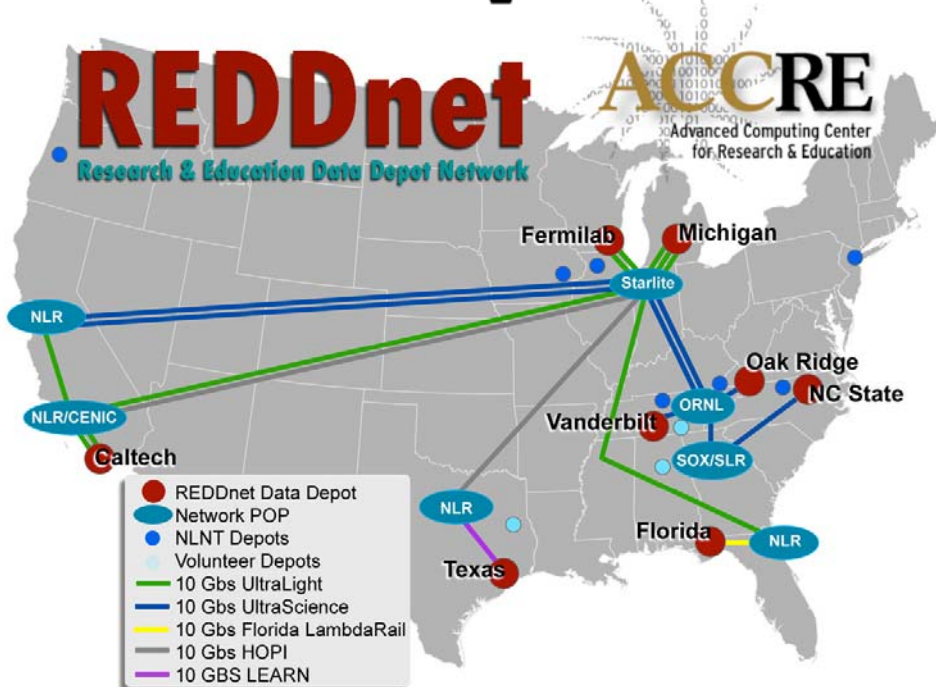 REDDnet
Research & Education Data Depot Network
ACCRE
Advanced Computing Center
for Research & Education
Fermilab
Michigan
Starlite
NLR
Oak Ridge
NC State
ORNL
Vanderbilt
NLR/CENIC
SOX/SLR
Caltech
REDDnet Data Depot
Network POP
NLNT Depots
Volunteer Depots
10 Gbs UltraLight
10 Gbs UltraScience
10 Gbs Florida LambdaRail
10 Gbs HOPI
10 GBS LEARN
NLR
Texas
Florida
NLR